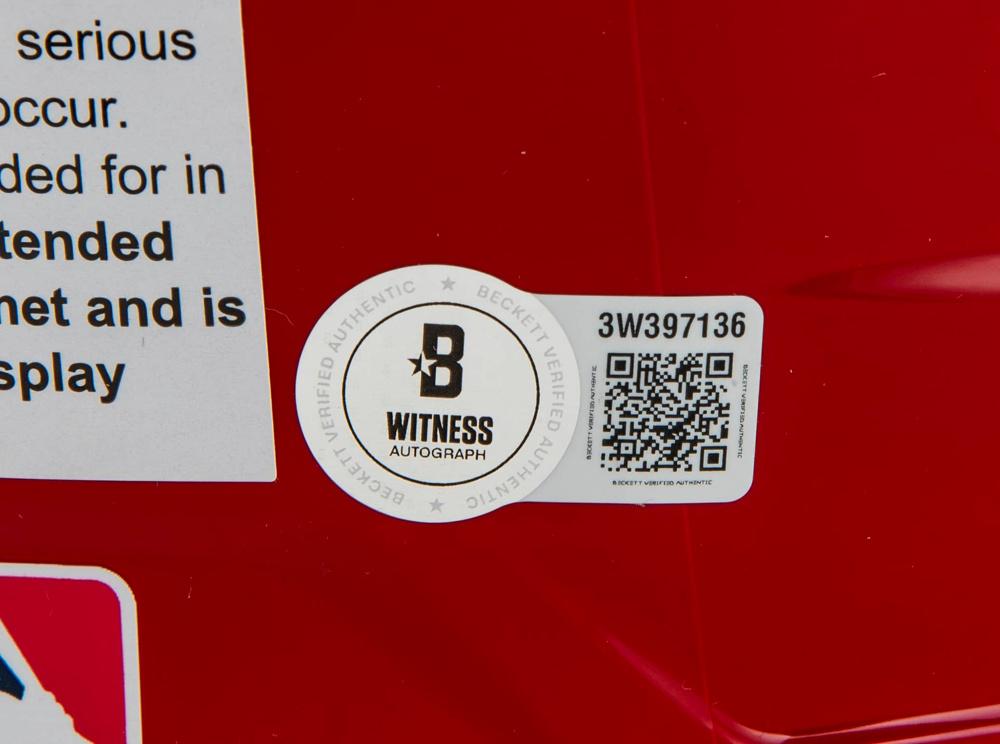 serious
occur.
ded for in
tended
net and is
splay
BECKETT VERIFIED AUTHENTIC ★ BECKETT VERIFIED AUTHENTIC ★
B
WITNESS
AUTOGRAPH
3W397136
BECKETT VERIFIED AUTHENTIC
BECKETT VERIFIED AUTHENTIC
BECKETT VERIFIED AUTHENTIC